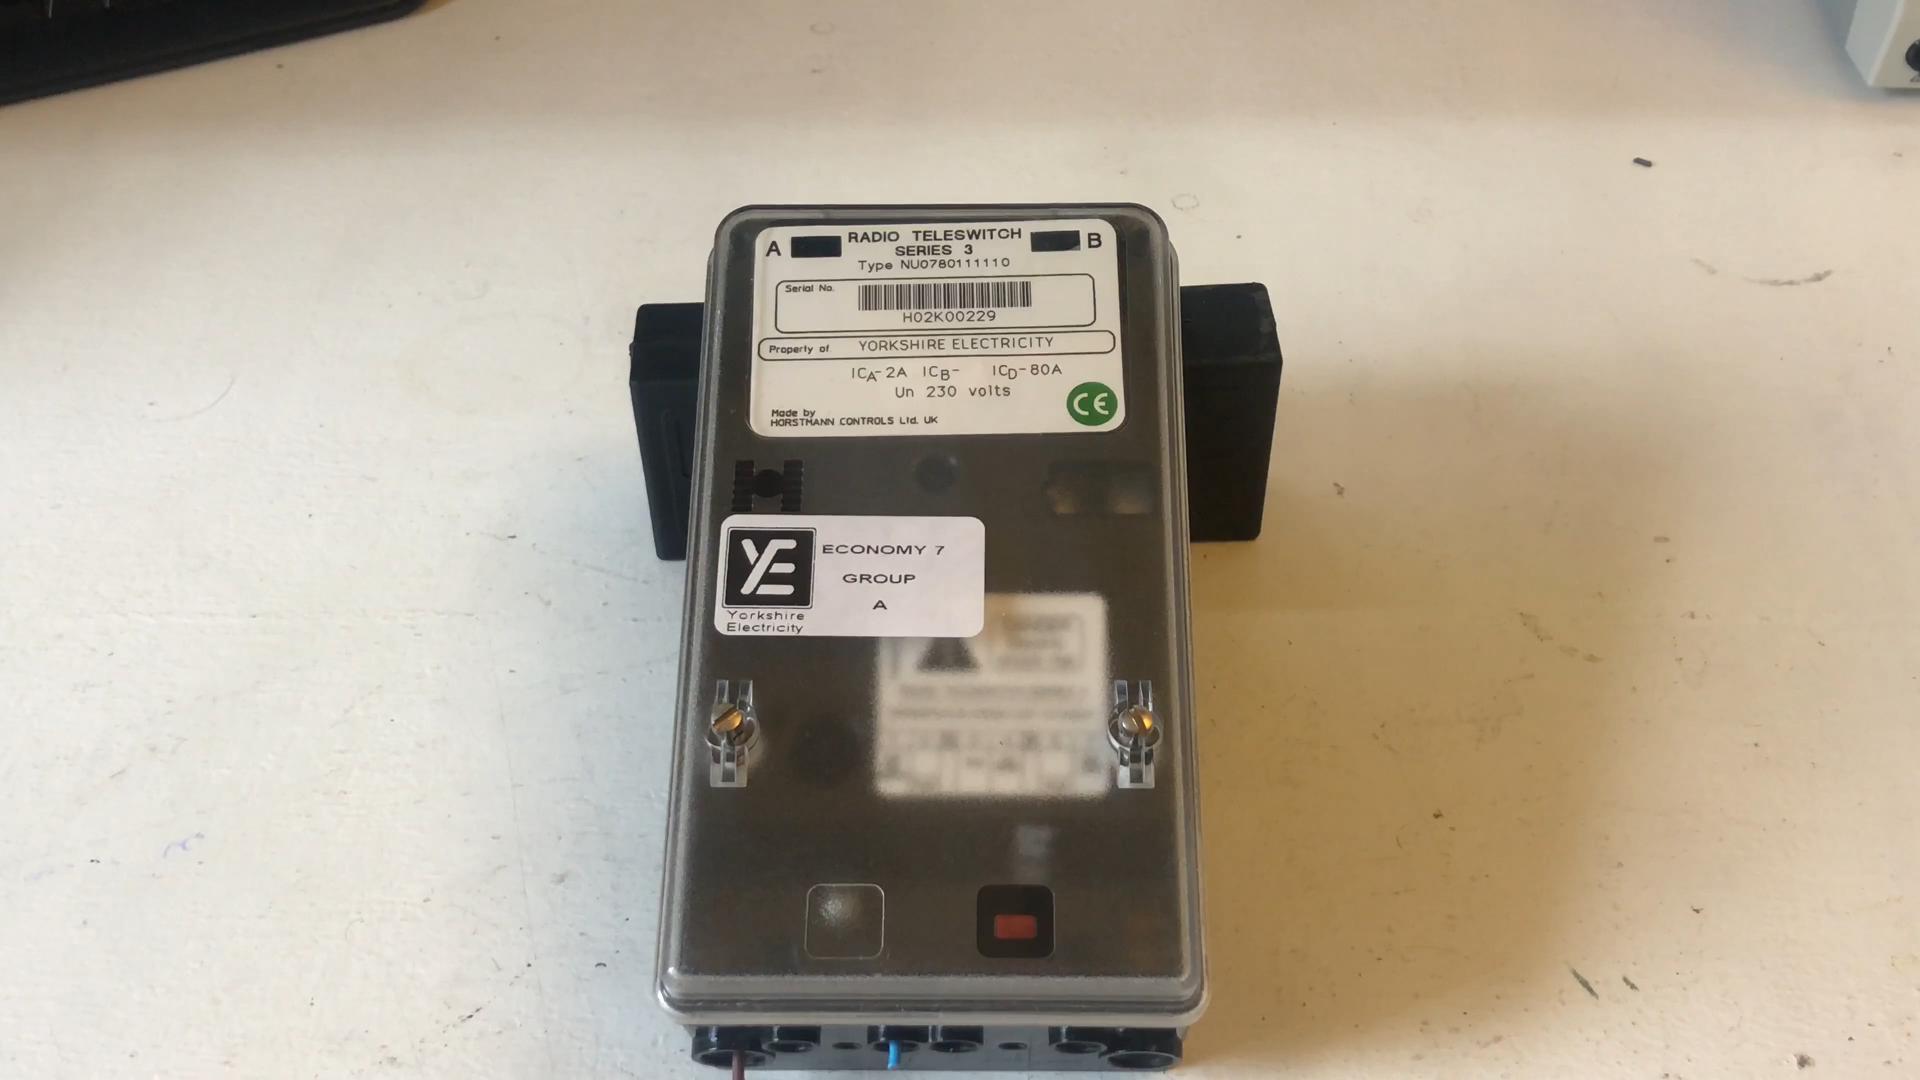 A RADIO TELESWITCH B
SERIES 3
Type NU0780111110
Serial No.
H02K00229
Property of YORKSHIRE ELECTRICITY
ICA-2A ICB- ICD-80A
Un 230 volts
Made by
HORSTMANN CONTROLS Ltd. UK
CE
YE
ECONOMY 7
GROUP
A
Yorkshire
Electricity